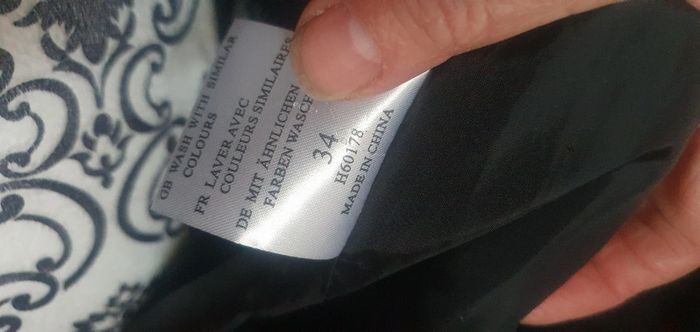 GB WASH WITH SIMILAR
COLOURS
FR LAVER AVEC
COULEURS SIMILAIRES
DE MIT ÄHNLICHEN
FARBEN
34
H60178
MADE IN CHINA